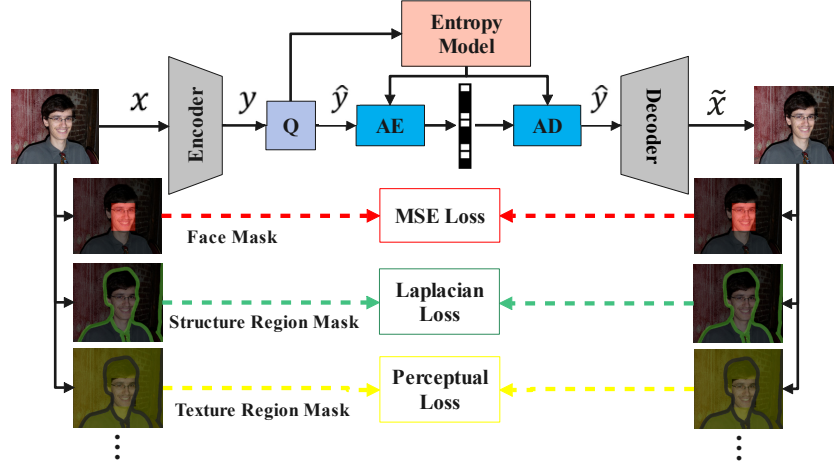 Entropy
Model
x
Encoder
y
Q
ŷ
AE
AD
ŷ
Decoder
x̃
MSE Loss
Face Mask
Laplacian
Loss
Structure Region Mask
Perceptual
Loss
Texture Region Mask